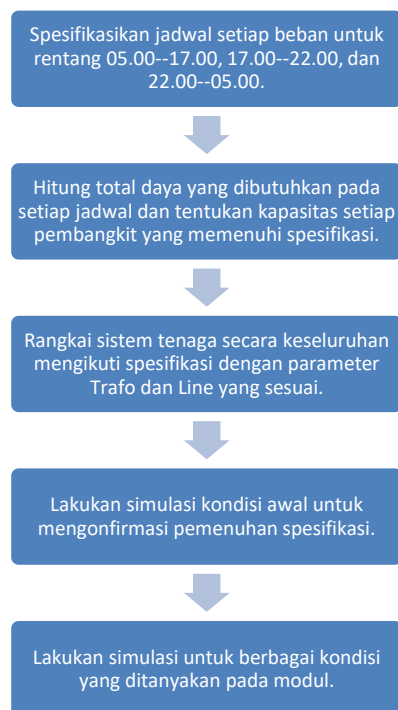 Spesifikasikan jadwal setiap beban untuk
rentang 05.00--17.00, 17.00--22.00, dan
22.00--05.00.
Hitung total daya yang dibutuhkan pada
setiap jadwal dan tentukan kapasitas setiap
pembangkit yang memenuhi spesifikasi.
Rangkai sistem tenaga secara keseluruhan
mengikuti spesifikasi dengan parameter
Trafo dan Line yang sesuai.
Lakukan simulasi kondisi awal untuk
mengonfirmasi pemenuhan spesifikasi.
Lakukan simulasi untuk berbagai kondisi
yang ditanyakan pada modul.